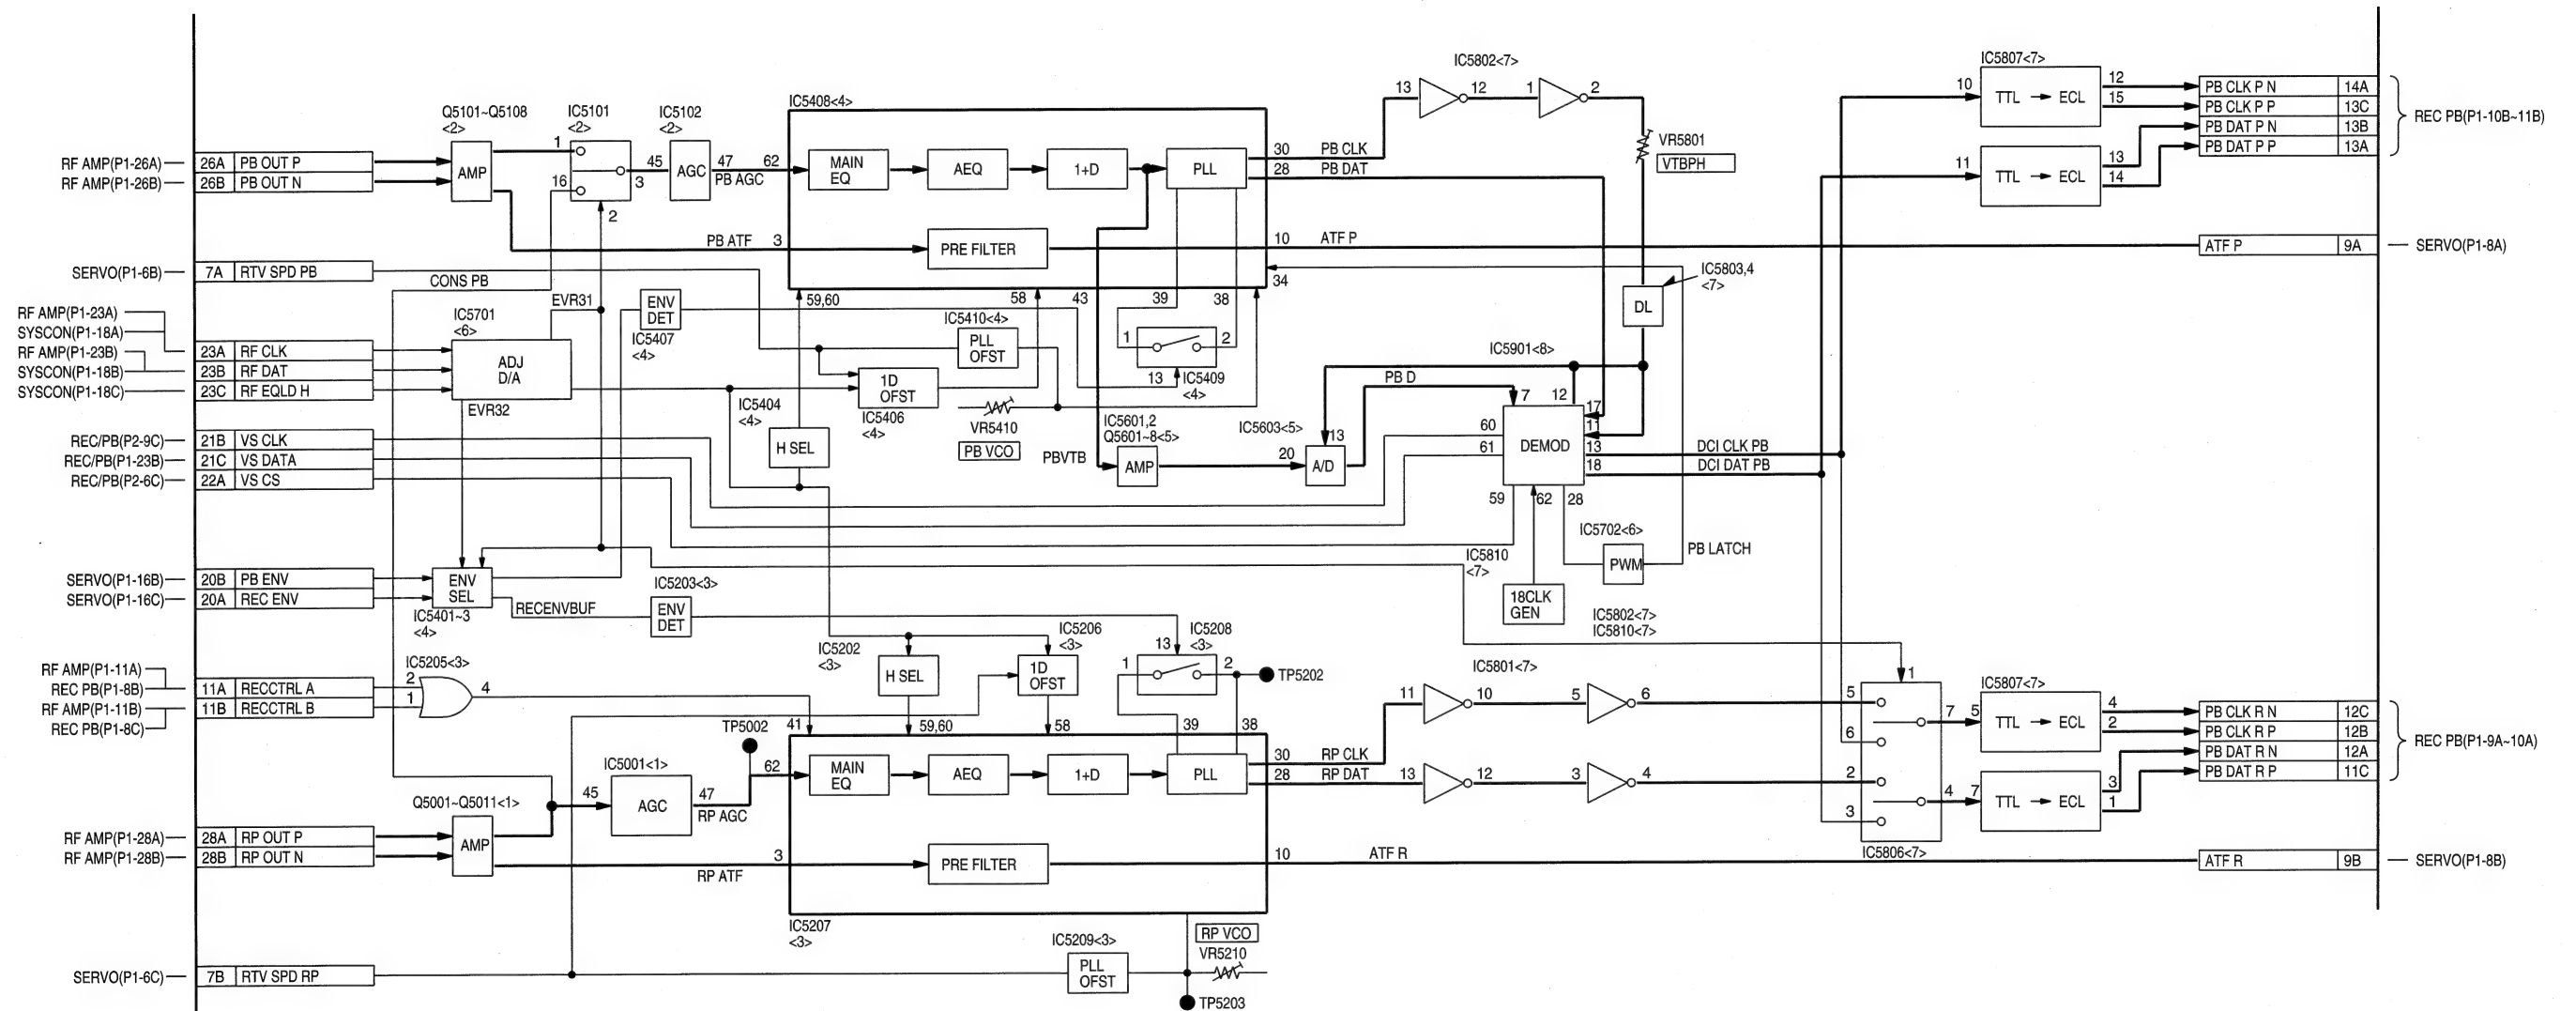 IC5802<7>
IC5807<7>
13
12
1
2
10
TTL → ECL
12
15
PB CLK P N
14A
PB CLK P P
13C
PB DAT P N
13B
PB DAT P P
13A
REC PB(P1-10B~11B)
11
TTL → ECL
13
14
VR5801
VTBPH
Q5101~Q5108
<2>
IC5101
<2>
IC5102
<2>
IC5408<4>
RF AMP(P1-26A)
26A
PB OUT P
RF AMP(P1-26B)
26B
PB OUT N
AMP
1
16
3
2
45
AGC
47
PB AGC
62
MAIN
EQ
AEQ
1+D
PLL
30
PB CLK
28
PB DAT
PB ATF
3
PRE FILTER
10
ATF P
ATF P
9A
SERVO(P1-8A)
SERVO(P1-6B)
7A
RTV SPD PB
CONS PB
EVR31
34
IC5803,4
<7>
DL
RF AMP(P1-23A)
SYSCON(P1-18A)
RF AMP(P1-23B)
SYSCON(P1-18B)
SYSCON(P1-18C)
23A
RF CLK
23B
RF DAT
23C
RF EQLD H
IC5701
<6>
ADJ
D/A
EVR32
ENV
DET
IC5407
<4>
59,60
58
43
39
38
IC5410<4>
PLL
OFST
1
2
13
IC5409
<4>
1D
OFST
IC5406
<4>
IC5404
<4>
H SEL
VR5410
PB VCO
IC5601,2
Q5601~8<5>
PBVTB
AMP
IC5603<5>
20
13
A/D
PB D
IC5901<8>
7
12
17
11
13
18
60
61
59
62
28
DEMOD
DCI CLK PB
DCI DAT PB
REC/PB(P2-9C)
21B
VS CLK
REC/PB(P1-23B)
21C
VS DATA
REC/PB(P2-6C)
22A
VS CS
IC5702<6>
PWM
PB LATCH
IC5810
<7>
18CLK
GEN
IC5802<7>
IC5810<7>
SERVO(P1-16B)
20B
PB ENV
SERVO(P1-16C)
20A
REC ENV
ENV
SEL
IC5401~3
<4>
RECENVBUF
IC5203<3>
ENV
DET
IC5202
<3>
H SEL
IC5206
<3>
1D
OFST
IC5208
<3>
13
1
2
TP5202
RF AMP(P1-11A)
REC PB(P1-8B)
RF AMP(P1-11B)
REC PB(P1-8C)
11A
RECCTRL A
11B
RECCTRL B
IC5205<3>
2
1
4
TP5002
41
59,60
58
39
38
IC5801<7>
11
10
5
6
13
12
3
4
1
5
6
2
3
7
4
IC5806<7>
IC5807<7>
5
TTL → ECL
4
2
7
TTL → ECL
3
1
PB CLK R N
12C
PB CLK R P
12B
PB DAT R N
12A
PB DAT R P
11C
REC PB(P1-9A~10A)
IC5001<1>
Q5001~Q5011<1>
45
AGC
47
RP AGC
62
MAIN
EQ
AEQ
1+D
PLL
30
RP CLK
28
RP DAT
RF AMP(P1-28A)
28A
RP OUT P
RF AMP(P1-28B)
28B
RP OUT N
AMP
RP ATF
3
PRE FILTER
10
ATF R
ATF R
9B
SERVO(P1-8B)
IC5207
<3>
RP VCO
VR5210
IC5209<3>
PLL
OFST
SERVO(P1-6C)
7B
RTV SPD RP
TP5203